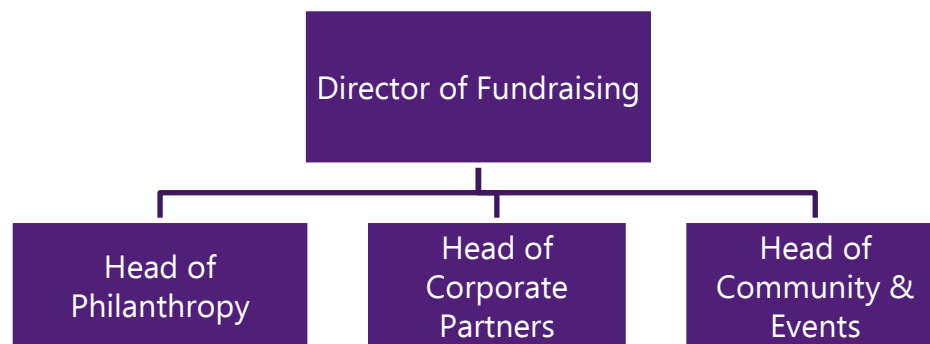 Director of Fundraising
Head of
Philanthropy
Head of
Corporate
Partners
Head of
Community &
Events